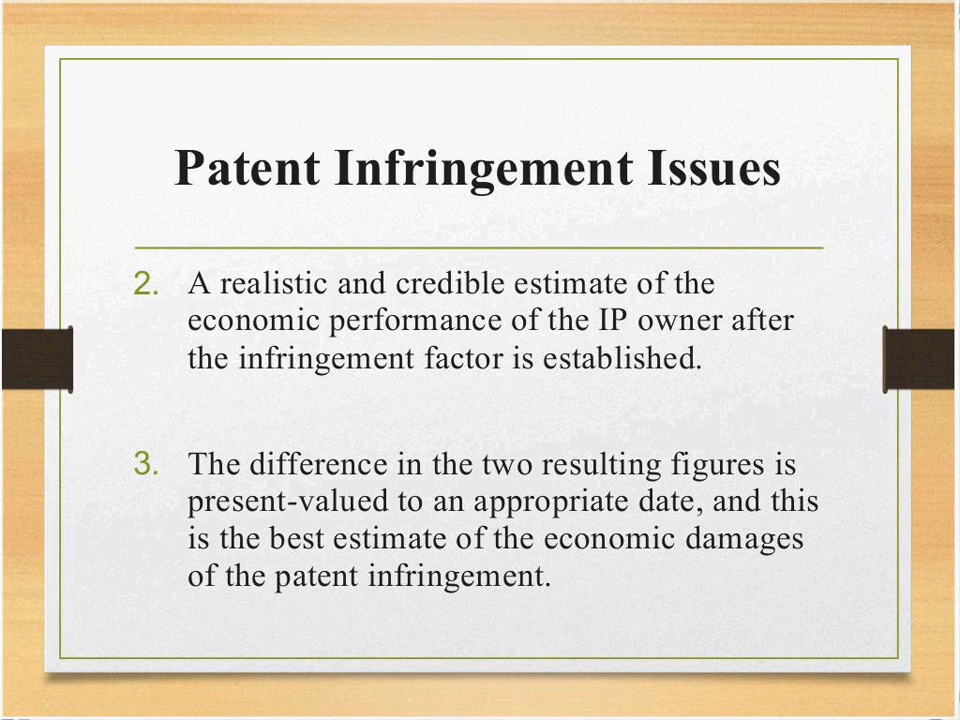 Patent Infringement Issues
2. A realistic and credible estimate of the
economic performance of the IP owner after
the infringement factor is established.
3. The difference in the two resulting figures is
present-valued to an appropriate date, and this
is the best estimate of the economic damages
of the patent infringement.